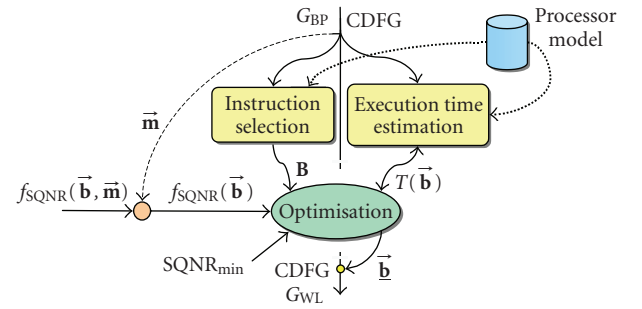 G_BP CDFG
Processor
model
Instruction
selection
Execution time
estimation
m⃗
B
T(b⃗)
f_SQNR(b⃗, m⃗)
f_SQNR(b⃗)
Optimisation
SQNR_min
CDFG
b⃗
G_WL